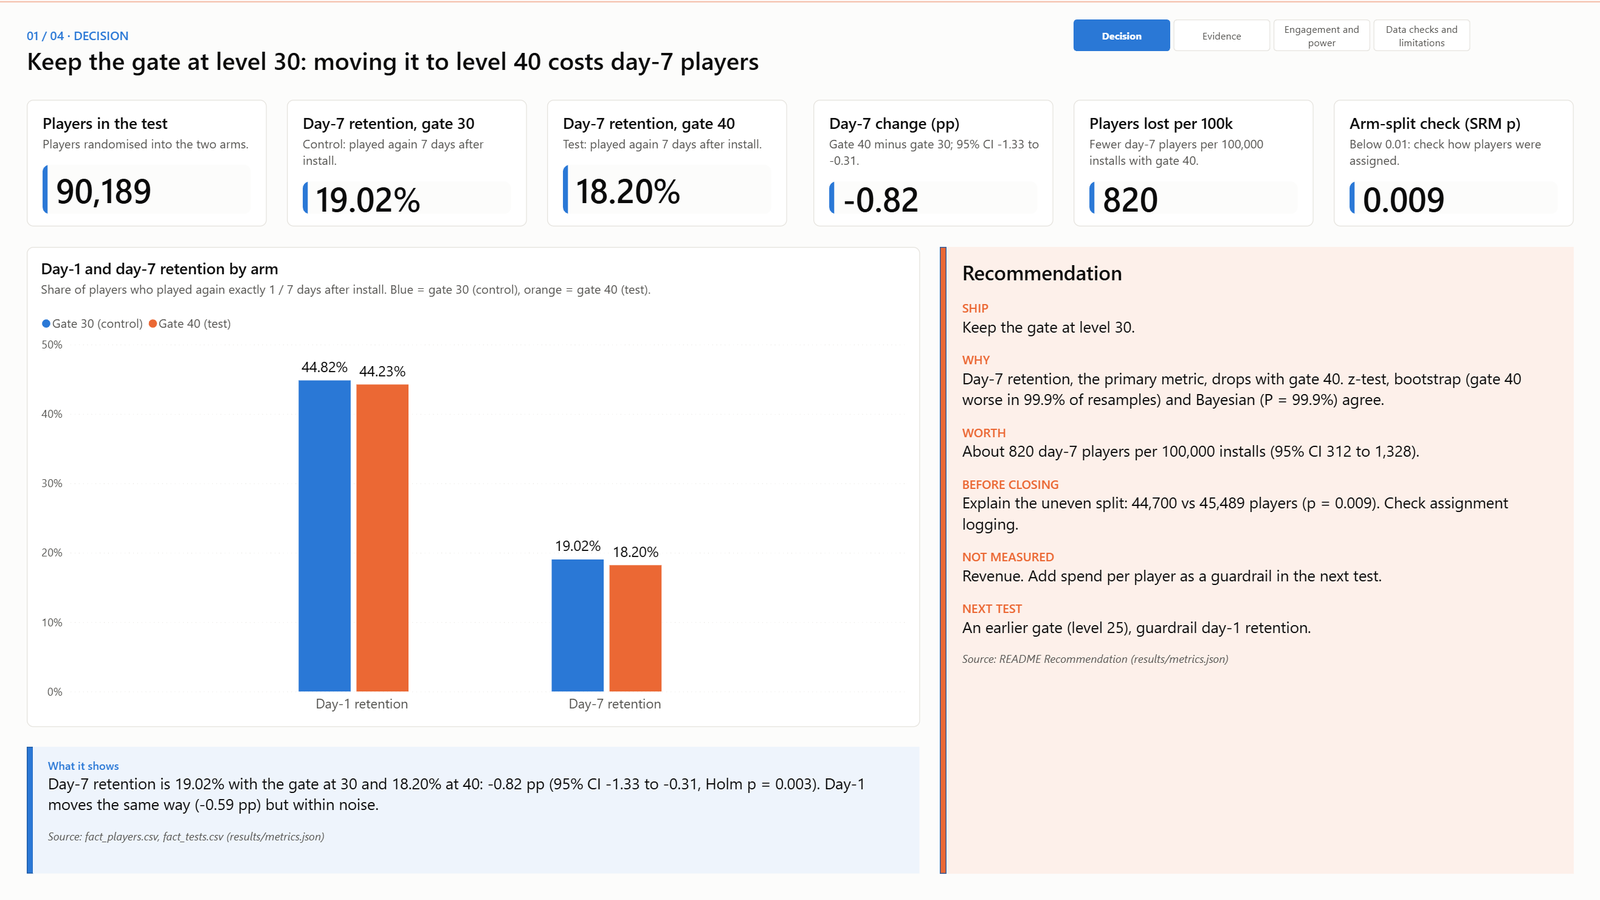 01 / 04 · DECISION
Keep the gate at level 30: moving it to level 40 costs day-7 players
Decision
Evidence
Engagement and
power
Data checks and
limitations
Players in the test
Players randomised into the two arms.
90,189
Day-7 retention, gate 30
Control: played again 7 days after
install.
19.02%
Day-7 retention, gate 40
Test: played again 7 days after install.
18.20%
Day-7 change (pp)
Gate 40 minus gate 30; 95% CI -1.33 to
-0.31.
-0.82
Players lost per 100k
Fewer day-7 players per 100,000
installs with gate 40.
820
Arm-split check (SRM p)
Below 0.01: check how players were
assigned.
0.009
Day-1 and day-7 retention by arm
Share of players who played again exactly 1 / 7 days after install. Blue = gate 30 (control), orange = gate 40 (test).
Gate 30 (control) Gate 40 (test)
50%
40%
30%
20%
10%
0%
44.82% 44.23%
19.02% 18.20%
Day-1 retention
Day-7 retention
What it shows
Day-7 retention is 19.02% with the gate at 30 and 18.20% at 40: -0.82 pp (95% CI -1.33 to -0.31, Holm p = 0.003). Day-1
moves the same way (-0.59 pp) but within noise.
Source: fact_players.csv, fact_tests.csv (results/metrics.json)
Recommendation
SHIP
Keep the gate at level 30.
WHY
Day-7 retention, the primary metric, drops with gate 40. z-test, bootstrap (gate 40
worse in 99.9% of resamples) and Bayesian (P = 99.9%) agree.
WORTH
About 820 day-7 players per 100,000 installs (95% CI 312 to 1,328).
BEFORE CLOSING
Explain the uneven split: 44,700 vs 45,489 players (p = 0.009). Check assignment
logging.
NOT MEASURED
Revenue. Add spend per player as a guardrail in the next test.
NEXT TEST
An earlier gate (level 25), guardrail day-1 retention.
Source: README Recommendation (results/metrics.json)